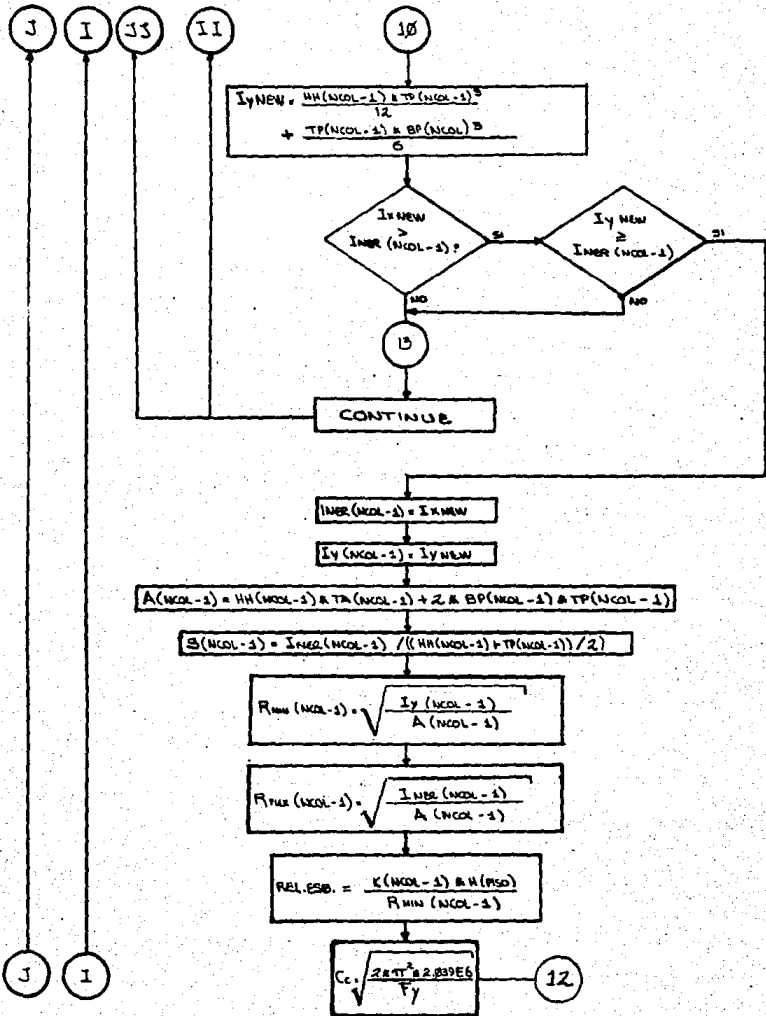 J I JJ II 10
IyNEW = HH(NCOL-1) * TP(NCOL-1)³
12
+ TP(NCOL-1) * BP(NCOL)³
6
IxNEW
>
INER (NCOL-1)?
SI
Iy NEW
≥
INER (NCOL-1)
SI
NO
NO
13
CONTINUE
INER(NCOL-1) = IxNEW
Iy(NCOL-1) = IyNEW
A(NCOL-1) = HH(NCOL-1) * TA(NCOL-1) + 2 * BP(NCOL-1) * TP(NCOL-1)
S(NCOL-1) = INER(NCOL-1) /((HH(NCOL-1)+TP(NCOL-1))/2)
RMIN (NCOL-1) = √ Iy (NCOL-1)
A (NCOL-1)
RMAX (NCOL-1) = √ INER (NCOL-1)
A (NCOL-1)
REL.ESB. = K(NCOL-1) * H(PISO)
R MIN (NCOL-1)
J I
Cc = √ 2*π²*2.039E6
Fy
12